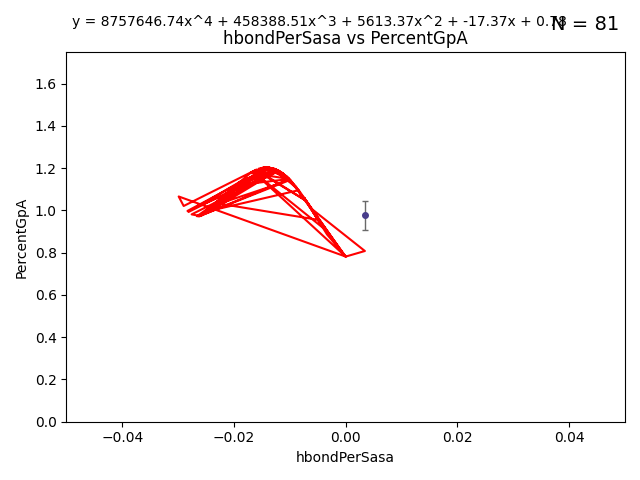 y = 8757646.74x^4 + 458388.51x^3 + 5613.37x^2 + -17.37x + 0.78
N = 81
hbondPerSasa vs PercentGpA
1.6
1.4
1.2
1.0
0.8
0.6
0.4
0.2
0.0
PercentGpA
−0.04 −0.02 0.00 0.02 0.04
hbondPerSasa